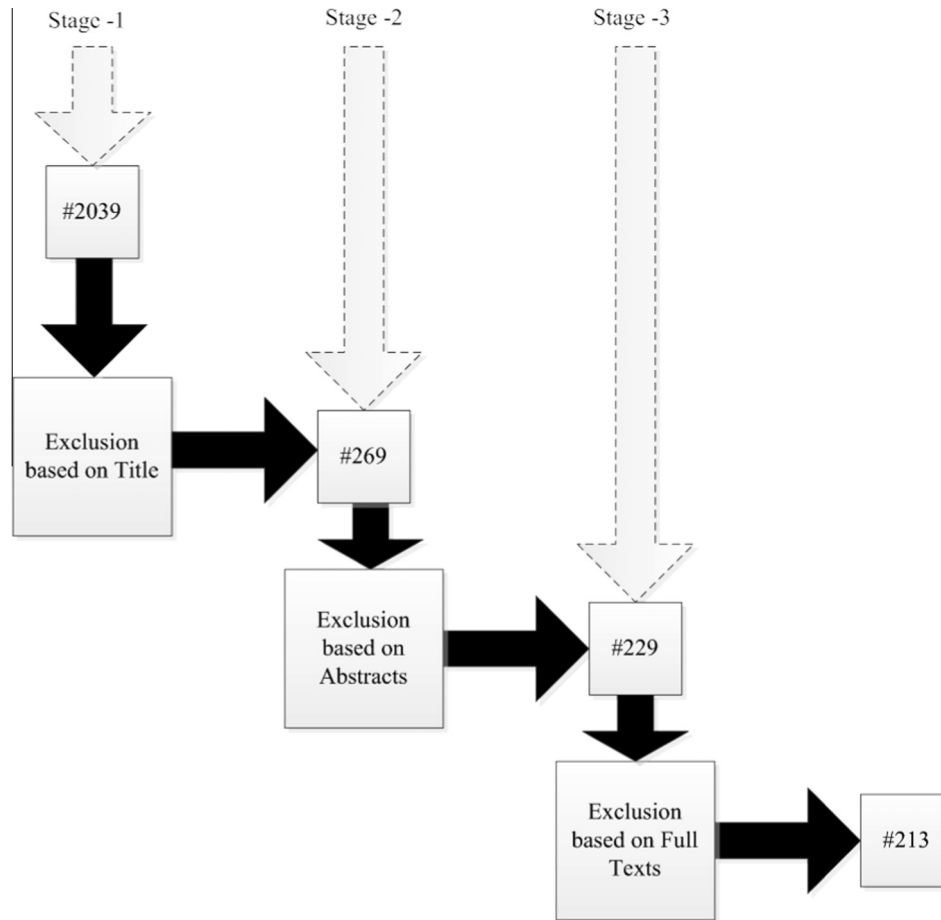 Stage -1
Stage -2
Stage -3
#2039
Exclusion
based on Title
#269
Exclusion
based on
Abstracts
#229
Exclusion
based on Full
Texts
#213